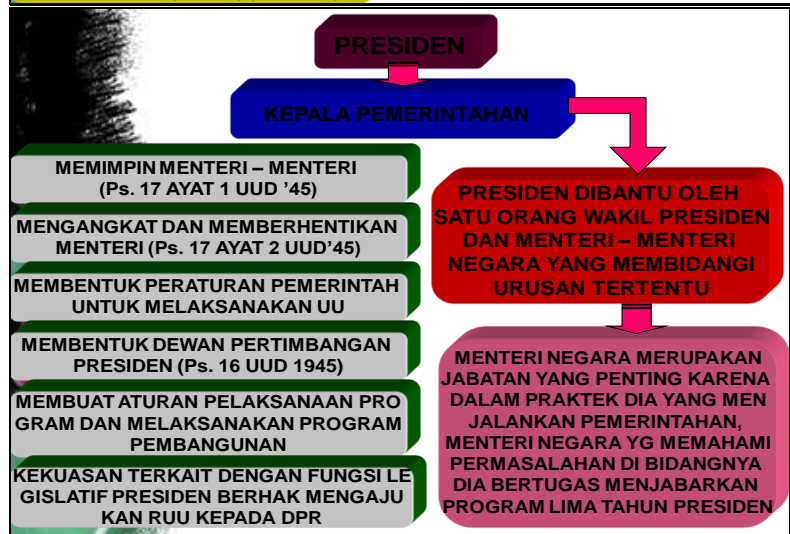 PRESIDEN
KEPALA PEMERINTAHAN
MEMIMPIN MENTERI – MENTERI
(Ps. 17 AYAT 1 UUD ’45)
MENGANGKAT DAN MEMBERHENTIKAN
MENTERI (Ps. 17 AYAT 2 UUD’45)
MEMBENTUK PERATURAN PEMERINTAH
UNTUK MELAKSANAKAN UU
MEMBENTUK DEWAN PERTIMBANGAN
PRESIDEN (Ps. 16 UUD 1945)
MEMBUAT ATURAN PELAKSANAAN PRO
GRAM DAN MELAKSANAKAN PROGRAM
PEMBANGUNAN
KEKUASAN TERKAIT DENGAN FUNGSI LE
GISLATIF PRESIDEN BERHAK MENGAJU
KAN RUU KEPADA DPR
PRESIDEN DIBANTU OLEH
SATU ORANG WAKIL PRESIDEN
DAN MENTERI – MENTERI
NEGARA YANG MEMBIDANGI
URUSAN TERTENTU
MENTERI NEGARA MERUPAKAN
JABATAN YANG PENTING KARENA
DALAM PRAKTEK DIA YANG MEN
JALANKAN PEMERINTAHAN,
MENTERI NEGARA YG MEMAHAMI
PERMASALAHAN DI BIDANGNYA
DIA BERTUGAS MENJABARKAN
PROGRAM LIMA TAHUN PRESIDEN